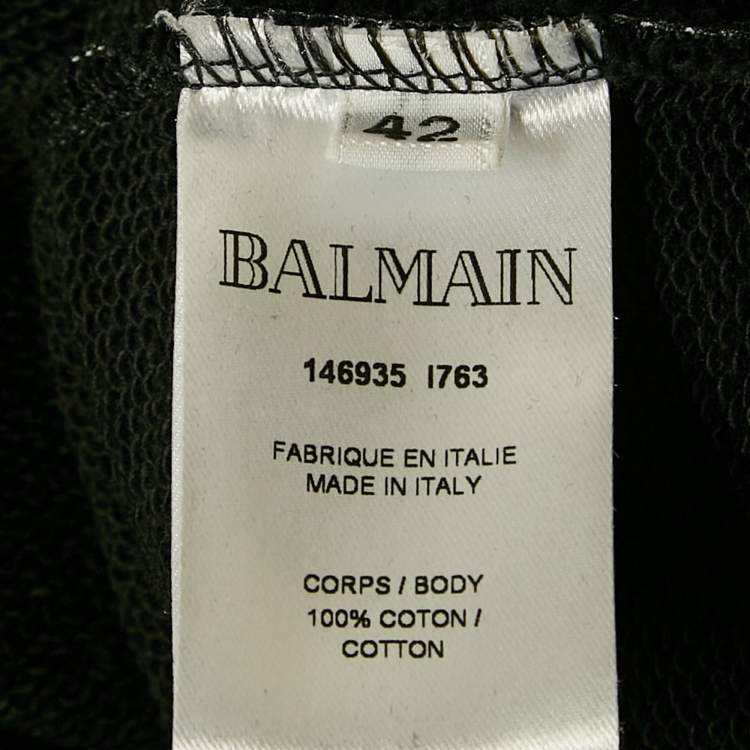 42
BALMAIN
146935 I763
FABRIQUE EN ITALIE
MADE IN ITALY
CORPS / BODY
100% COTON /
COTTON